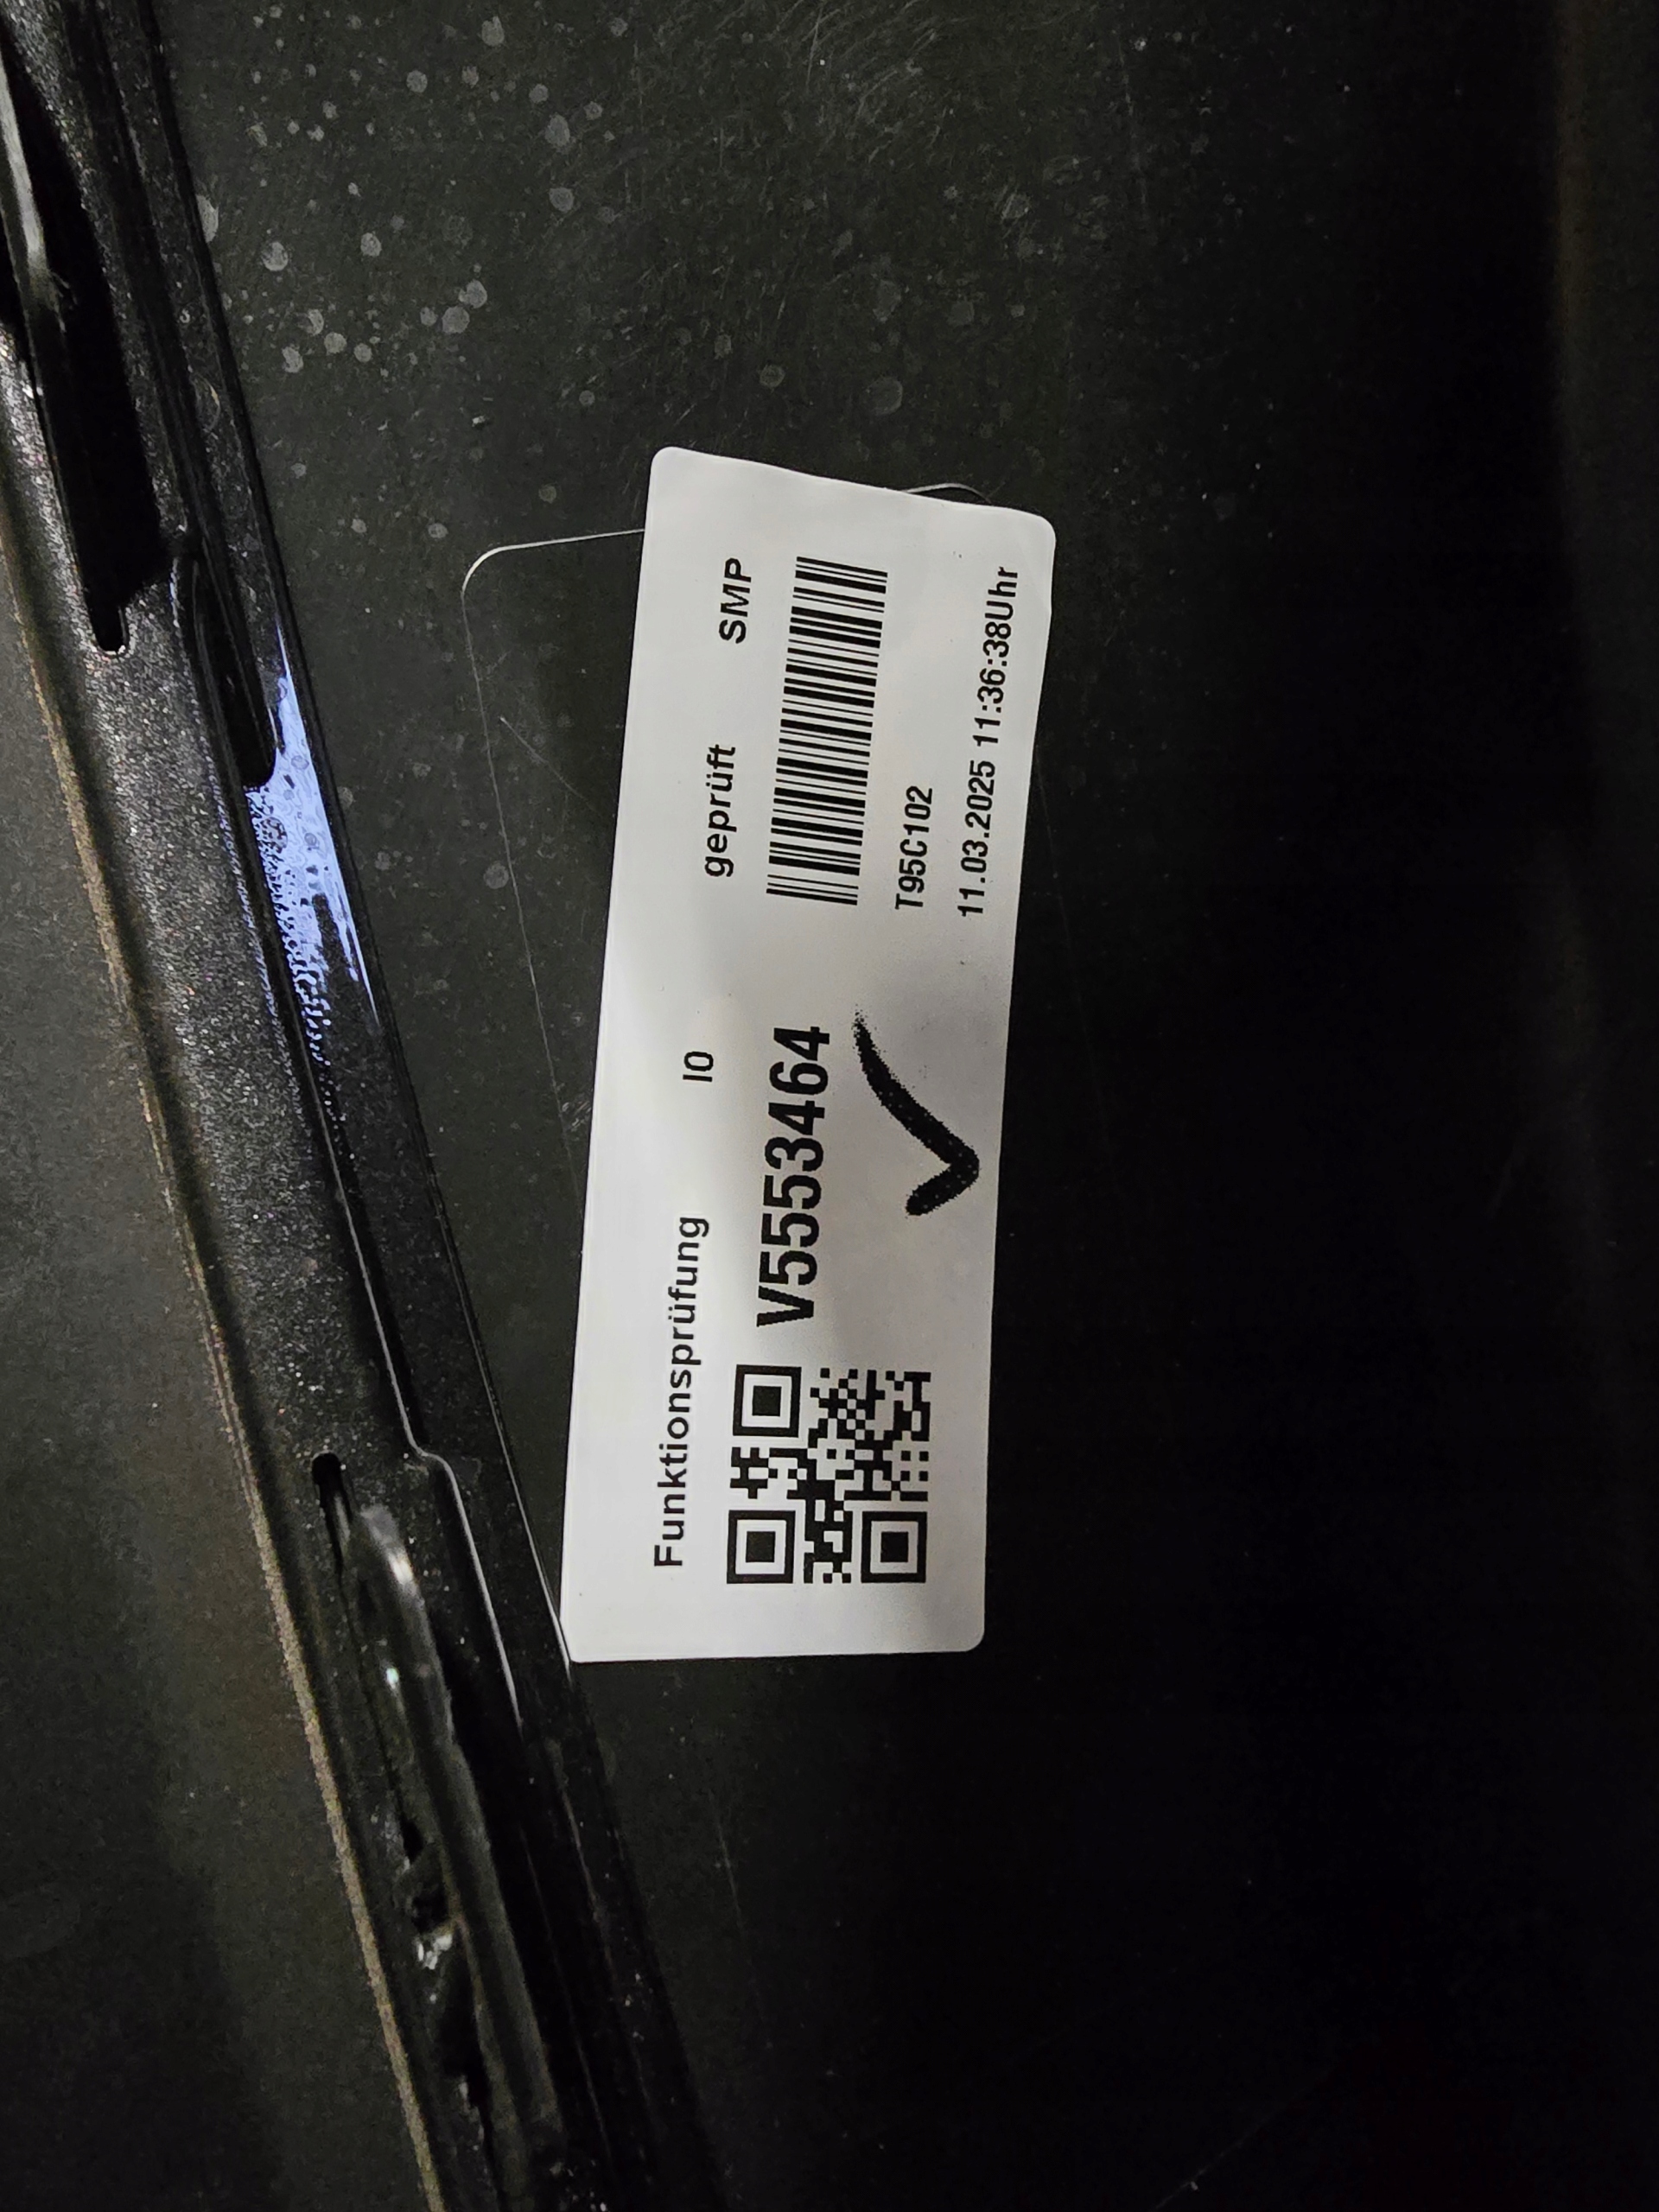 Funktionsprüfung IO geprüft SMP
V5553464
T95C102
11.03.2025 11:36:38Uhr